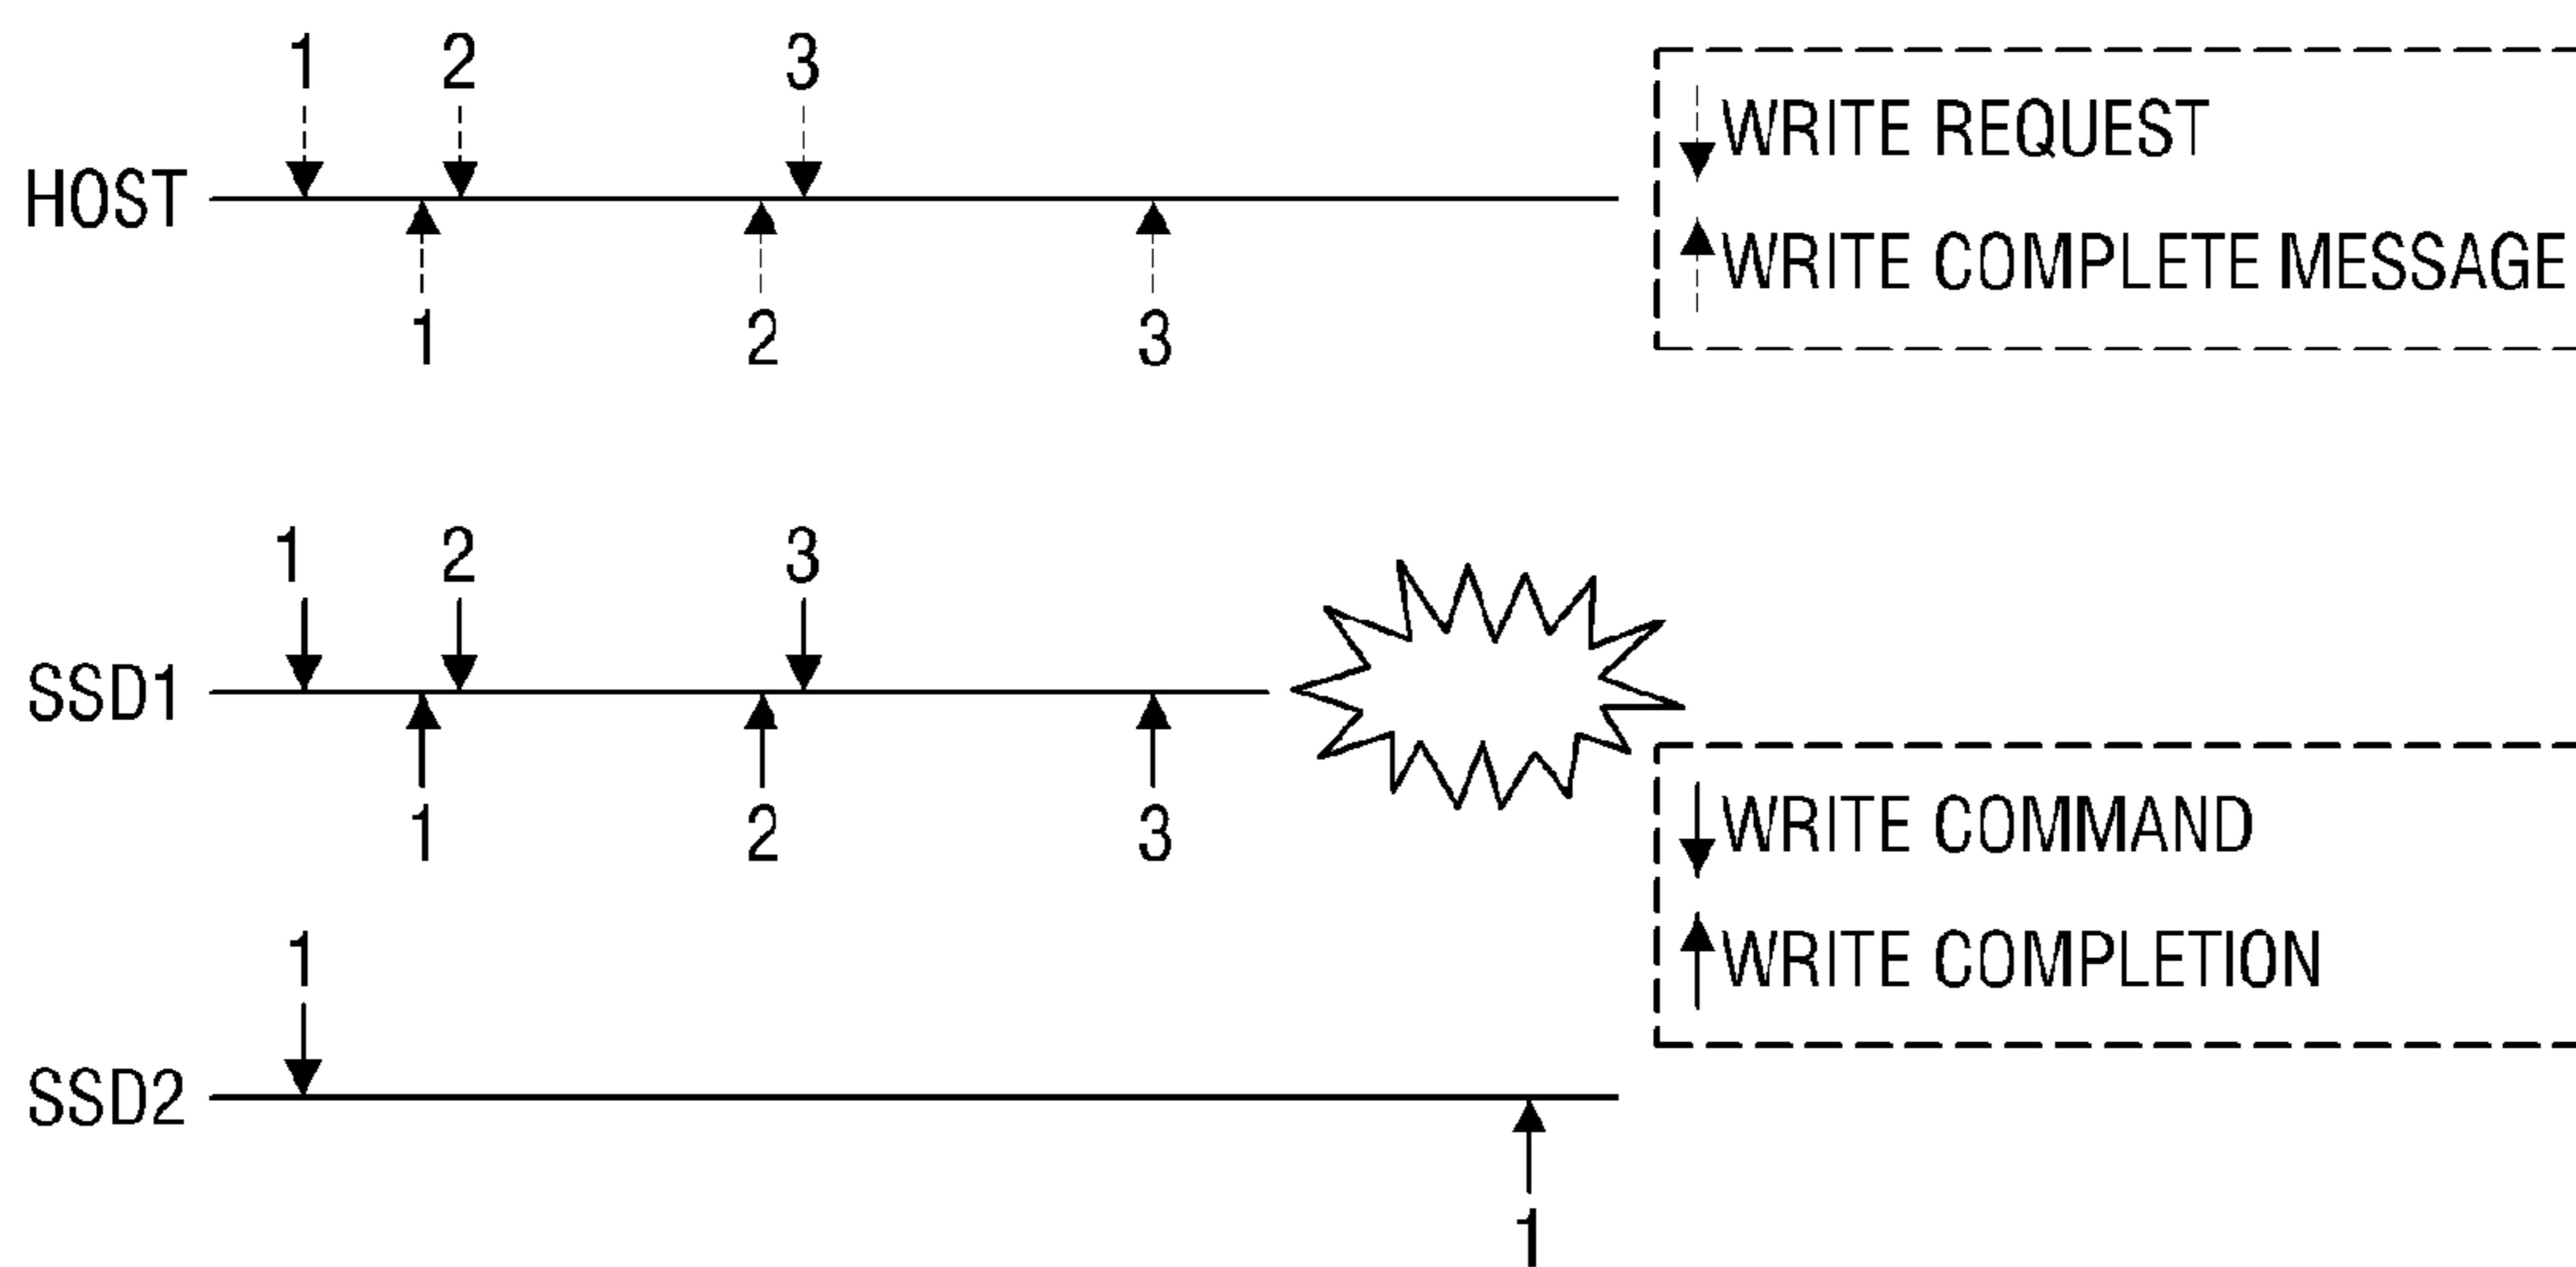 1 2 3
HOST
1 2 3
WRITE REQUEST
WRITE COMPLETE MESSAGE
1 2 3
SSD1
1 2 3
WRITE COMMAND
WRITE COMPLETION
1
SSD2
1